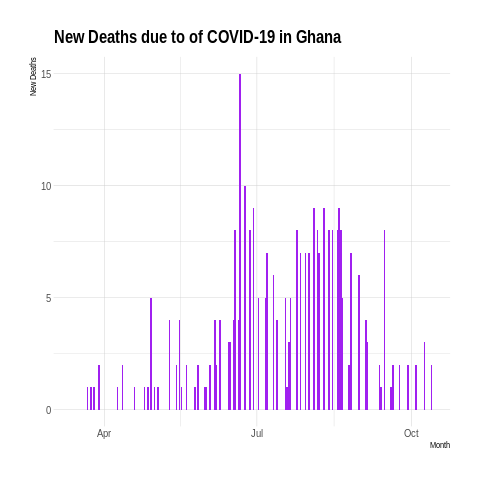 New Deaths due to of COVID-19 in Ghana
New Deaths
15
10
5
0
Apr
Jul
Oct
Month